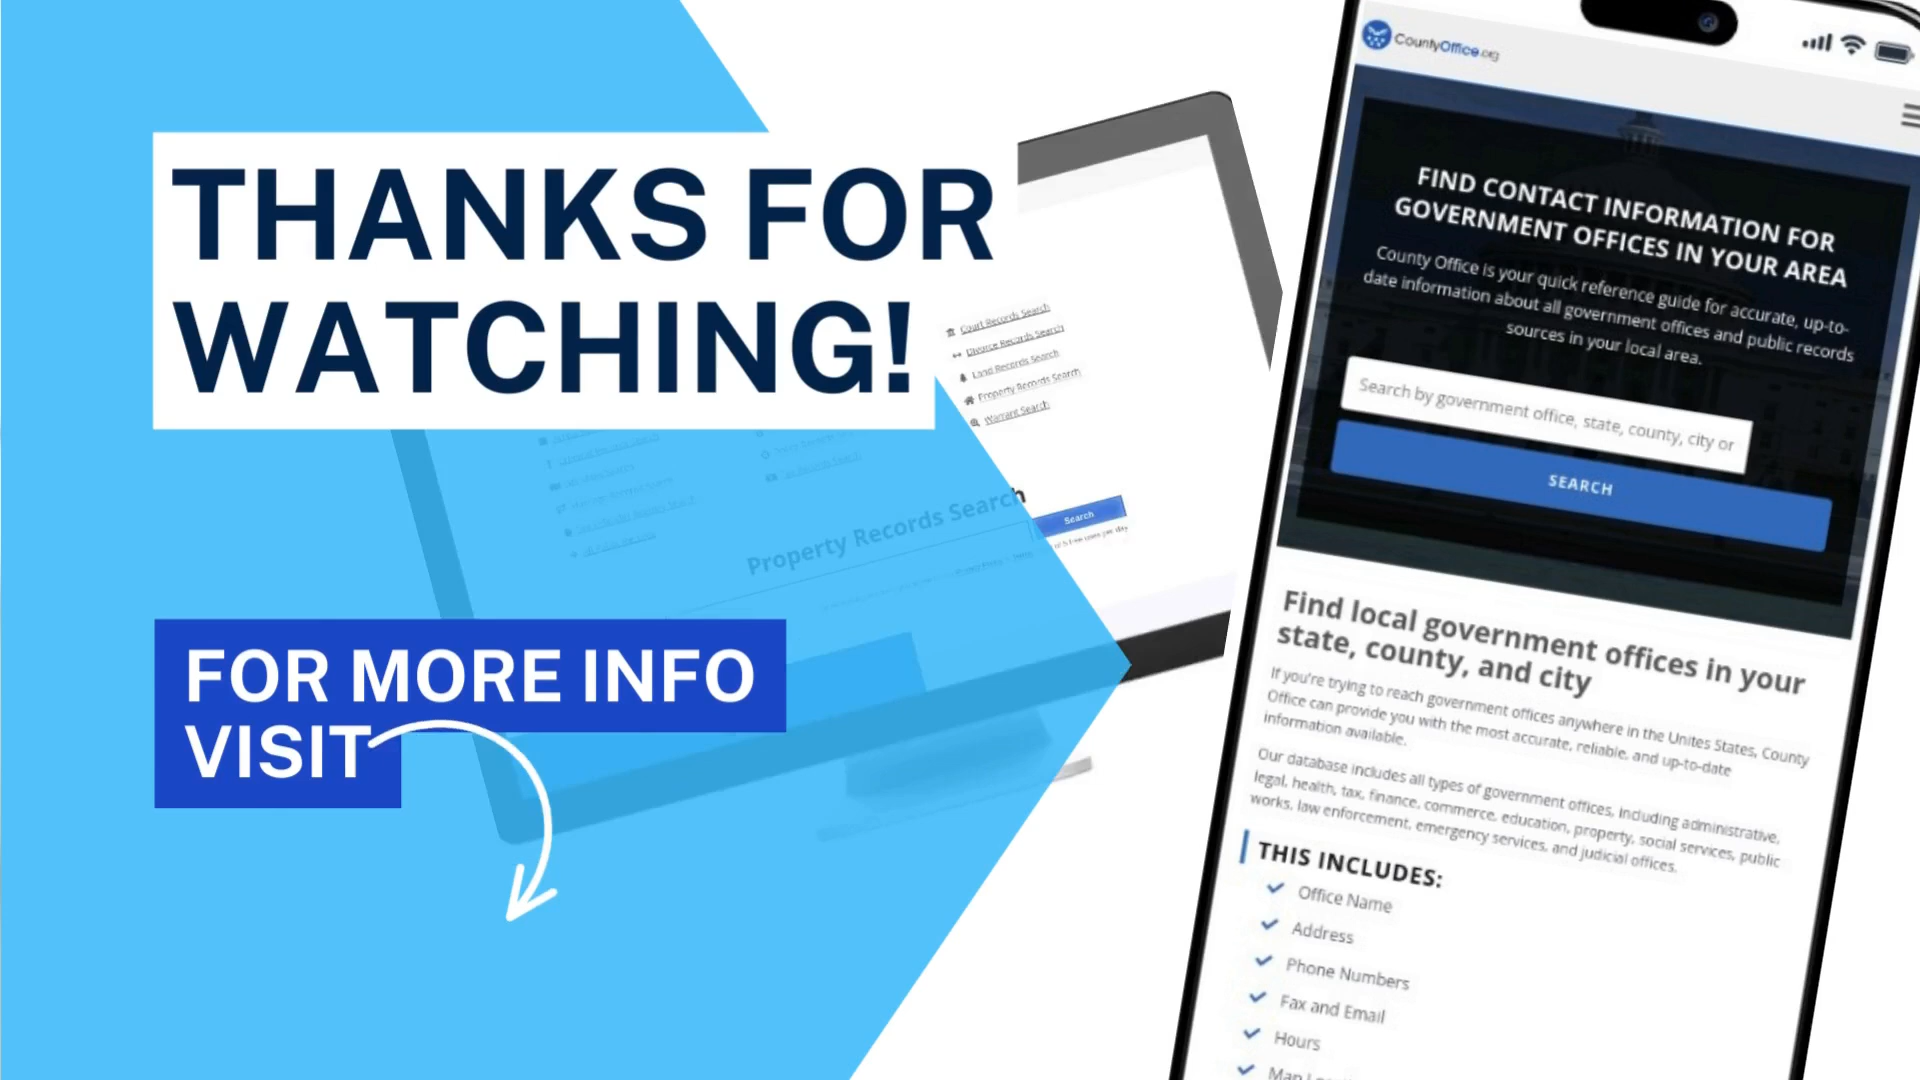 THANKS FOR
WATCHING!
FOR MORE INFO
VISIT
Court Records Search
Divorce Records Search
Land Records Search
Property Records Search
Warrant Search
Property Records Search
Search
CountyOffice.org
FIND CONTACT INFORMATION FOR
GOVERNMENT OFFICES IN YOUR AREA
County Office is your quick reference guide for accurate, up-to-
date information about all government offices and public records
sources in your local area.
Search by government office, state, county, city or
SEARCH
Find local government offices in your
state, county, and city
If you're trying to reach government offices anywhere in the Unites States, County
Office can provide you with the most accurate, reliable, and up-to-date
information available.
Our database includes all types of government offices, including administrative,
legal, health, tax, finance, commerce, education, property, social services, public
works, law enforcement, emergency services, and judicial offices.
THIS INCLUDES:
Office Name
Address
Phone Numbers
Fax and Email
Hours